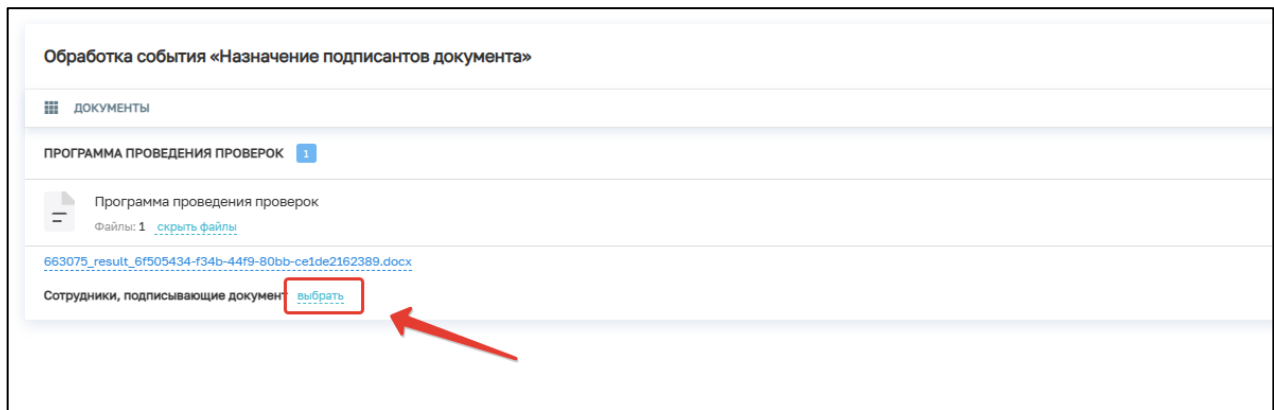 Обработка события «Назначение подписантов документа»
ДОКУМЕНТЫ
ПРОГРАММА ПРОВЕДЕНИЯ ПРОВЕРОК 1
Программа проведения проверок
Файлы: 1 скрыть файлы
663075_result_6f505434-f34b-44f9-80bb-ce1de2162389.docx
Сотрудники, подписывающие документ выбрать